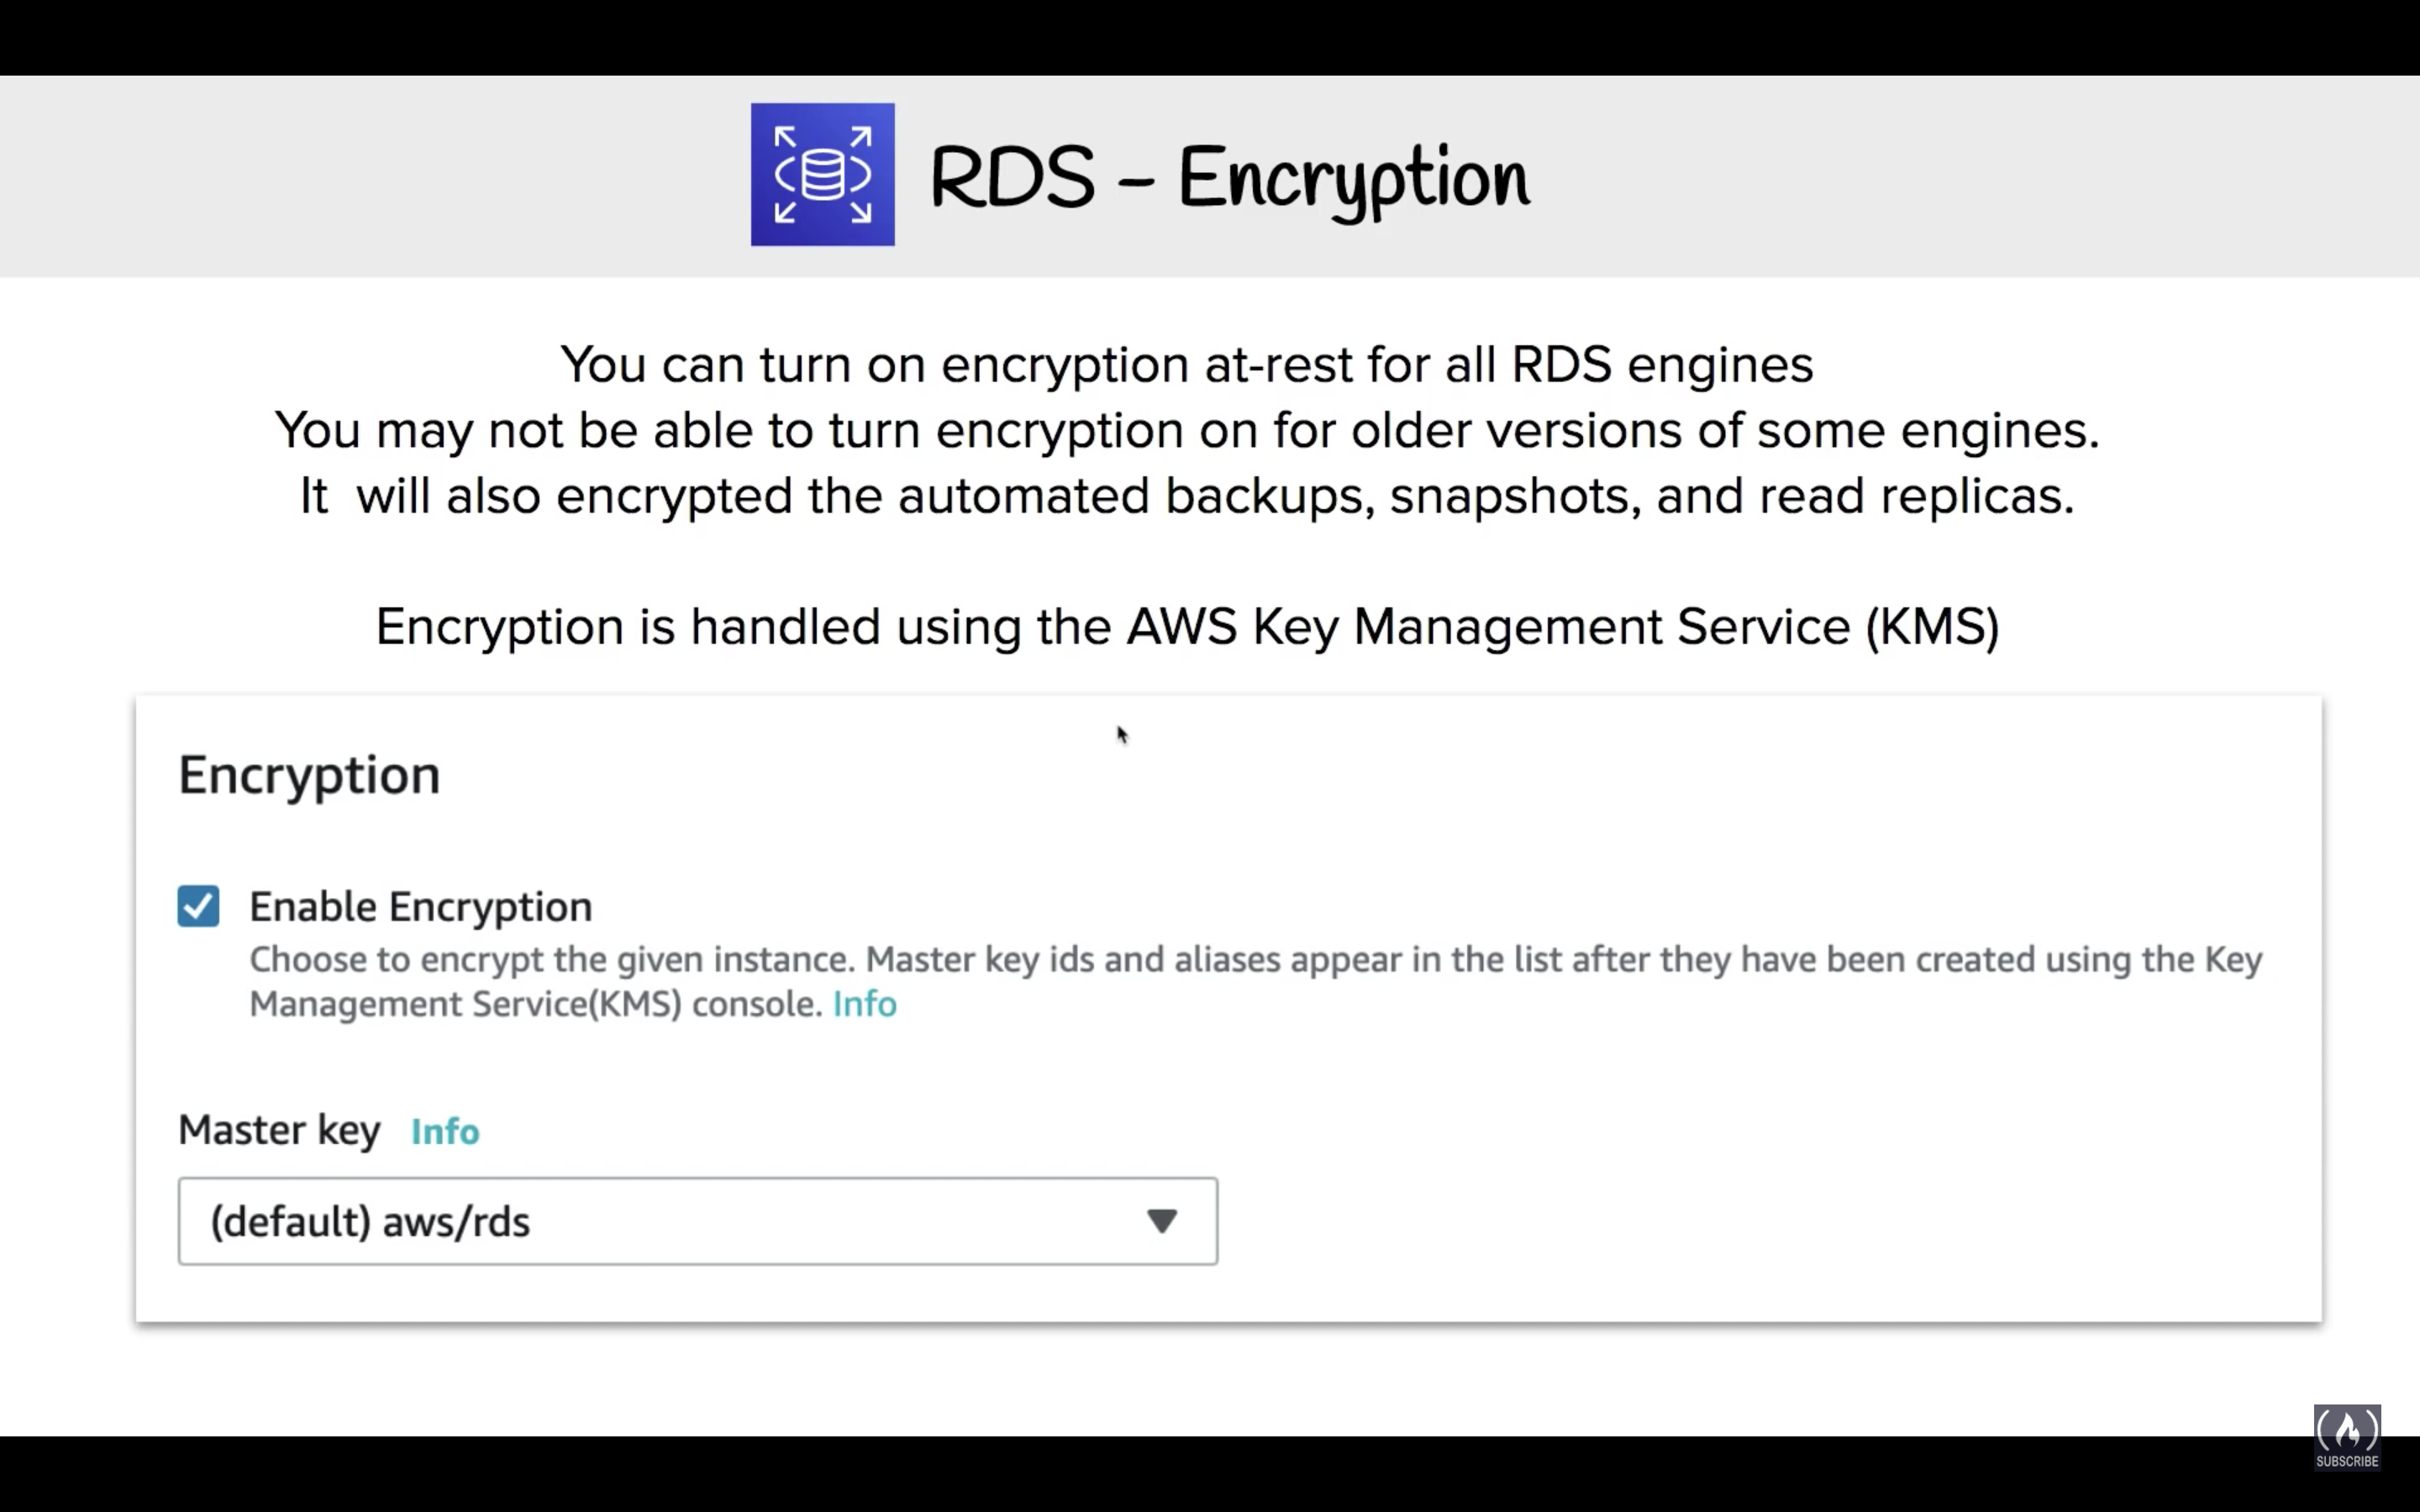 RDS – Encryption
You can turn on encryption at-rest for all RDS engines
You may not be able to turn encryption on for older versions of some engines.
It will also encrypted the automated backups, snapshots, and read replicas.
Encryption is handled using the AWS Key Management Service (KMS)
Encryption
Enable Encryption
Choose to encrypt the given instance. Master key ids and aliases appear in the list after they have been created using the Key
Management Service(KMS) console. Info
Master key Info
(default) aws/rds
SUBSCRIBE